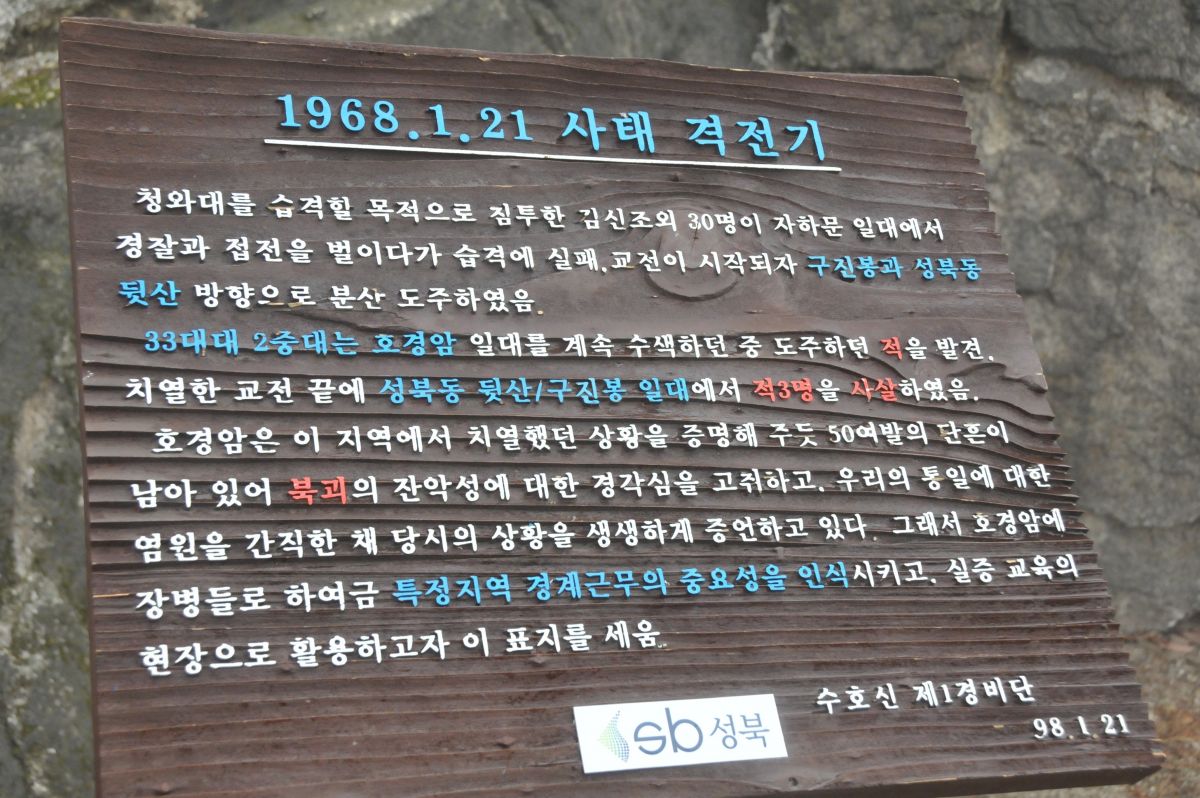 1968.1.21 사태 격전기
청와대를 습격할 목적으로 짐투한 김신조외 30명이 자하문 일대에서
경잘과 접전을 벌이다가 습격에 실패.교전이 시작되자 구진봉과 성북동
뒷산 방향으로 분산 도주하였음.
33대대 2중대는 호경암 일대를 계속 수색하던 중 도주하던 적을 발견.
치열한 교전 끝에 성북동 뒷산/구진봉 일대에서 적3명을 사살하였음.
호경암은 이 지역에서 치열했던 상황을 증명해 주듯 50여발의 탄흔이
남아 있어 북괴의 잔악성에 대한 경각심을 고취하고. 우리의 통일에 대한
염원을 간직한 채 당시의 상황을 생생하게 증언하고 있다. 그래서 호경암에
장병들로 하여금 특정지역 경계근무의 중요성을 인식시키고. 실증 교육의
현장으로 활용하고자 이 표지를 세움.
수호신 제1경비단
98.1.21
sb 성북